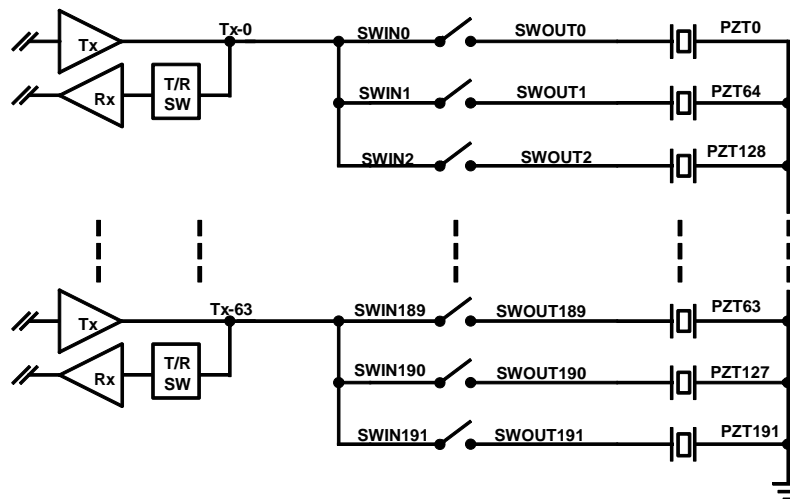 Tx Tx-0 SWIN0 SWOUT0 PZT0
Rx T/R SW SWIN1 SWOUT1 PZT64
SWIN2 SWOUT2 PZT128
Tx Tx-63 SWIN189 SWOUT189 PZT63
Rx T/R SW SWIN190 SWOUT190 PZT127
SWIN191 SWOUT191 PZT191